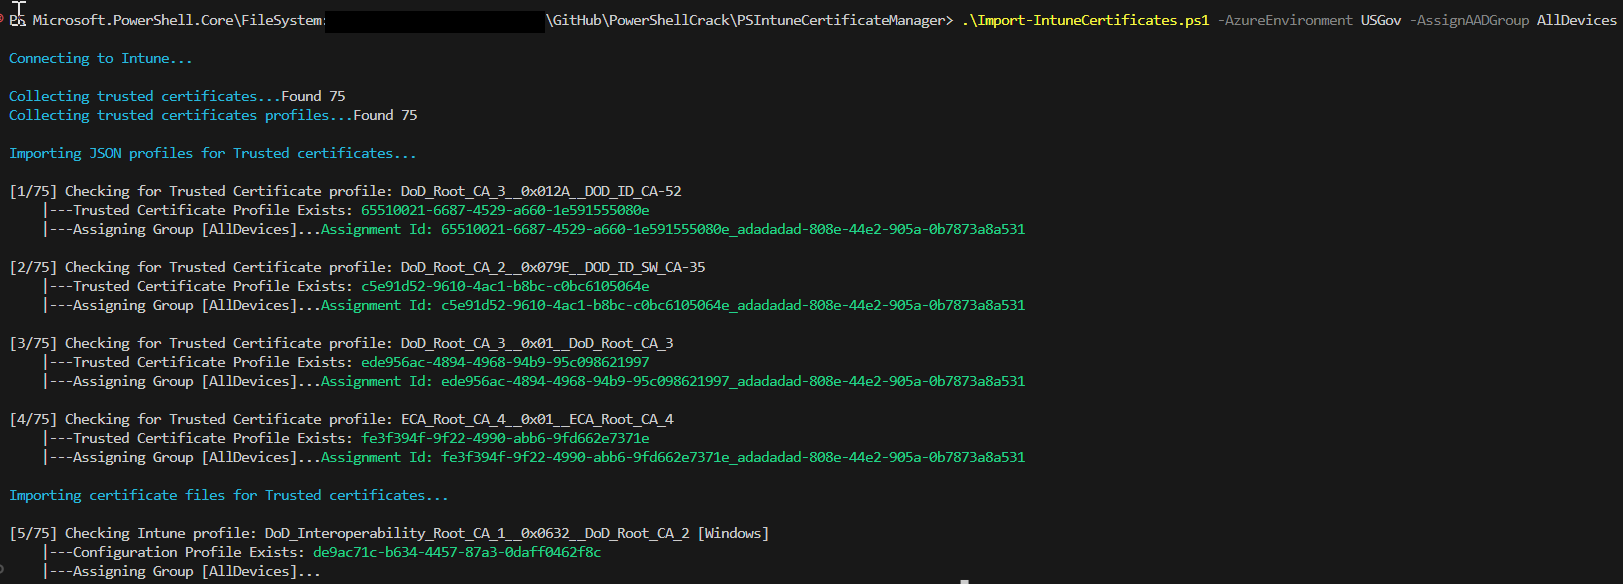 PS Microsoft.PowerShell.Core\FileSystem: \GitHub\PowerShellCrack\PSIntuneCertificateManager> .\Import-IntuneCertificates.ps1 -AzureEnvironment USGov -AssignAADGroup AllDevices
Connecting to Intune...
Collecting trusted certificates...Found 75
Collecting trusted certificates profiles...Found 75
Importing JSON profiles for Trusted certificates...
[1/75] Checking for Trusted Certificate profile: DoD_Root_CA_3__0x012A__DOD_ID_CA-52
|---Trusted Certificate Profile Exists: 65510021-6687-4529-a660-1e591555080e
|---Assigning Group [AllDevices]...Assignment Id: 65510021-6687-4529-a660-1e591555080e_adadadad-808e-44e2-905a-0b7873a8a531
[2/75] Checking for Trusted Certificate profile: DoD_Root_CA_2__0x079E__DOD_ID_SW_CA-35
|---Trusted Certificate Profile Exists: c5e91d52-9610-4ac1-b8bc-c0bc6105064e
|---Assigning Group [AllDevices]...Assignment Id: c5e91d52-9610-4ac1-b8bc-c0bc6105064e_adadadad-808e-44e2-905a-0b7873a8a531
[3/75] Checking for Trusted Certificate profile: DoD_Root_CA_3__0x01__DoD_Root_CA_3
|---Trusted Certificate Profile Exists: ede956ac-4894-4968-94b9-95c098621997
|---Assigning Group [AllDevices]...Assignment Id: ede956ac-4894-4968-94b9-95c098621997_adadadad-808e-44e2-905a-0b7873a8a531
[4/75] Checking for Trusted Certificate profile: ECA_Root_CA_4__0x01__ECA_Root_CA_4
|---Trusted Certificate Profile Exists: fe3f394f-9f22-4990-abb6-9fd662e7371e
|---Assigning Group [AllDevices]...Assignment Id: fe3f394f-9f22-4990-abb6-9fd662e7371e_adadadad-808e-44e2-905a-0b7873a8a531
Importing certificate files for Trusted certificates...
[5/75] Checking Intune profile: DoD_Interoperability_Root_CA_1__0x0632__DoD_Root_CA_2 [Windows]
|---Configuration Profile Exists: de9ac71c-b634-4457-87a3-0daff0462f8c
|---Assigning Group [AllDevices]...